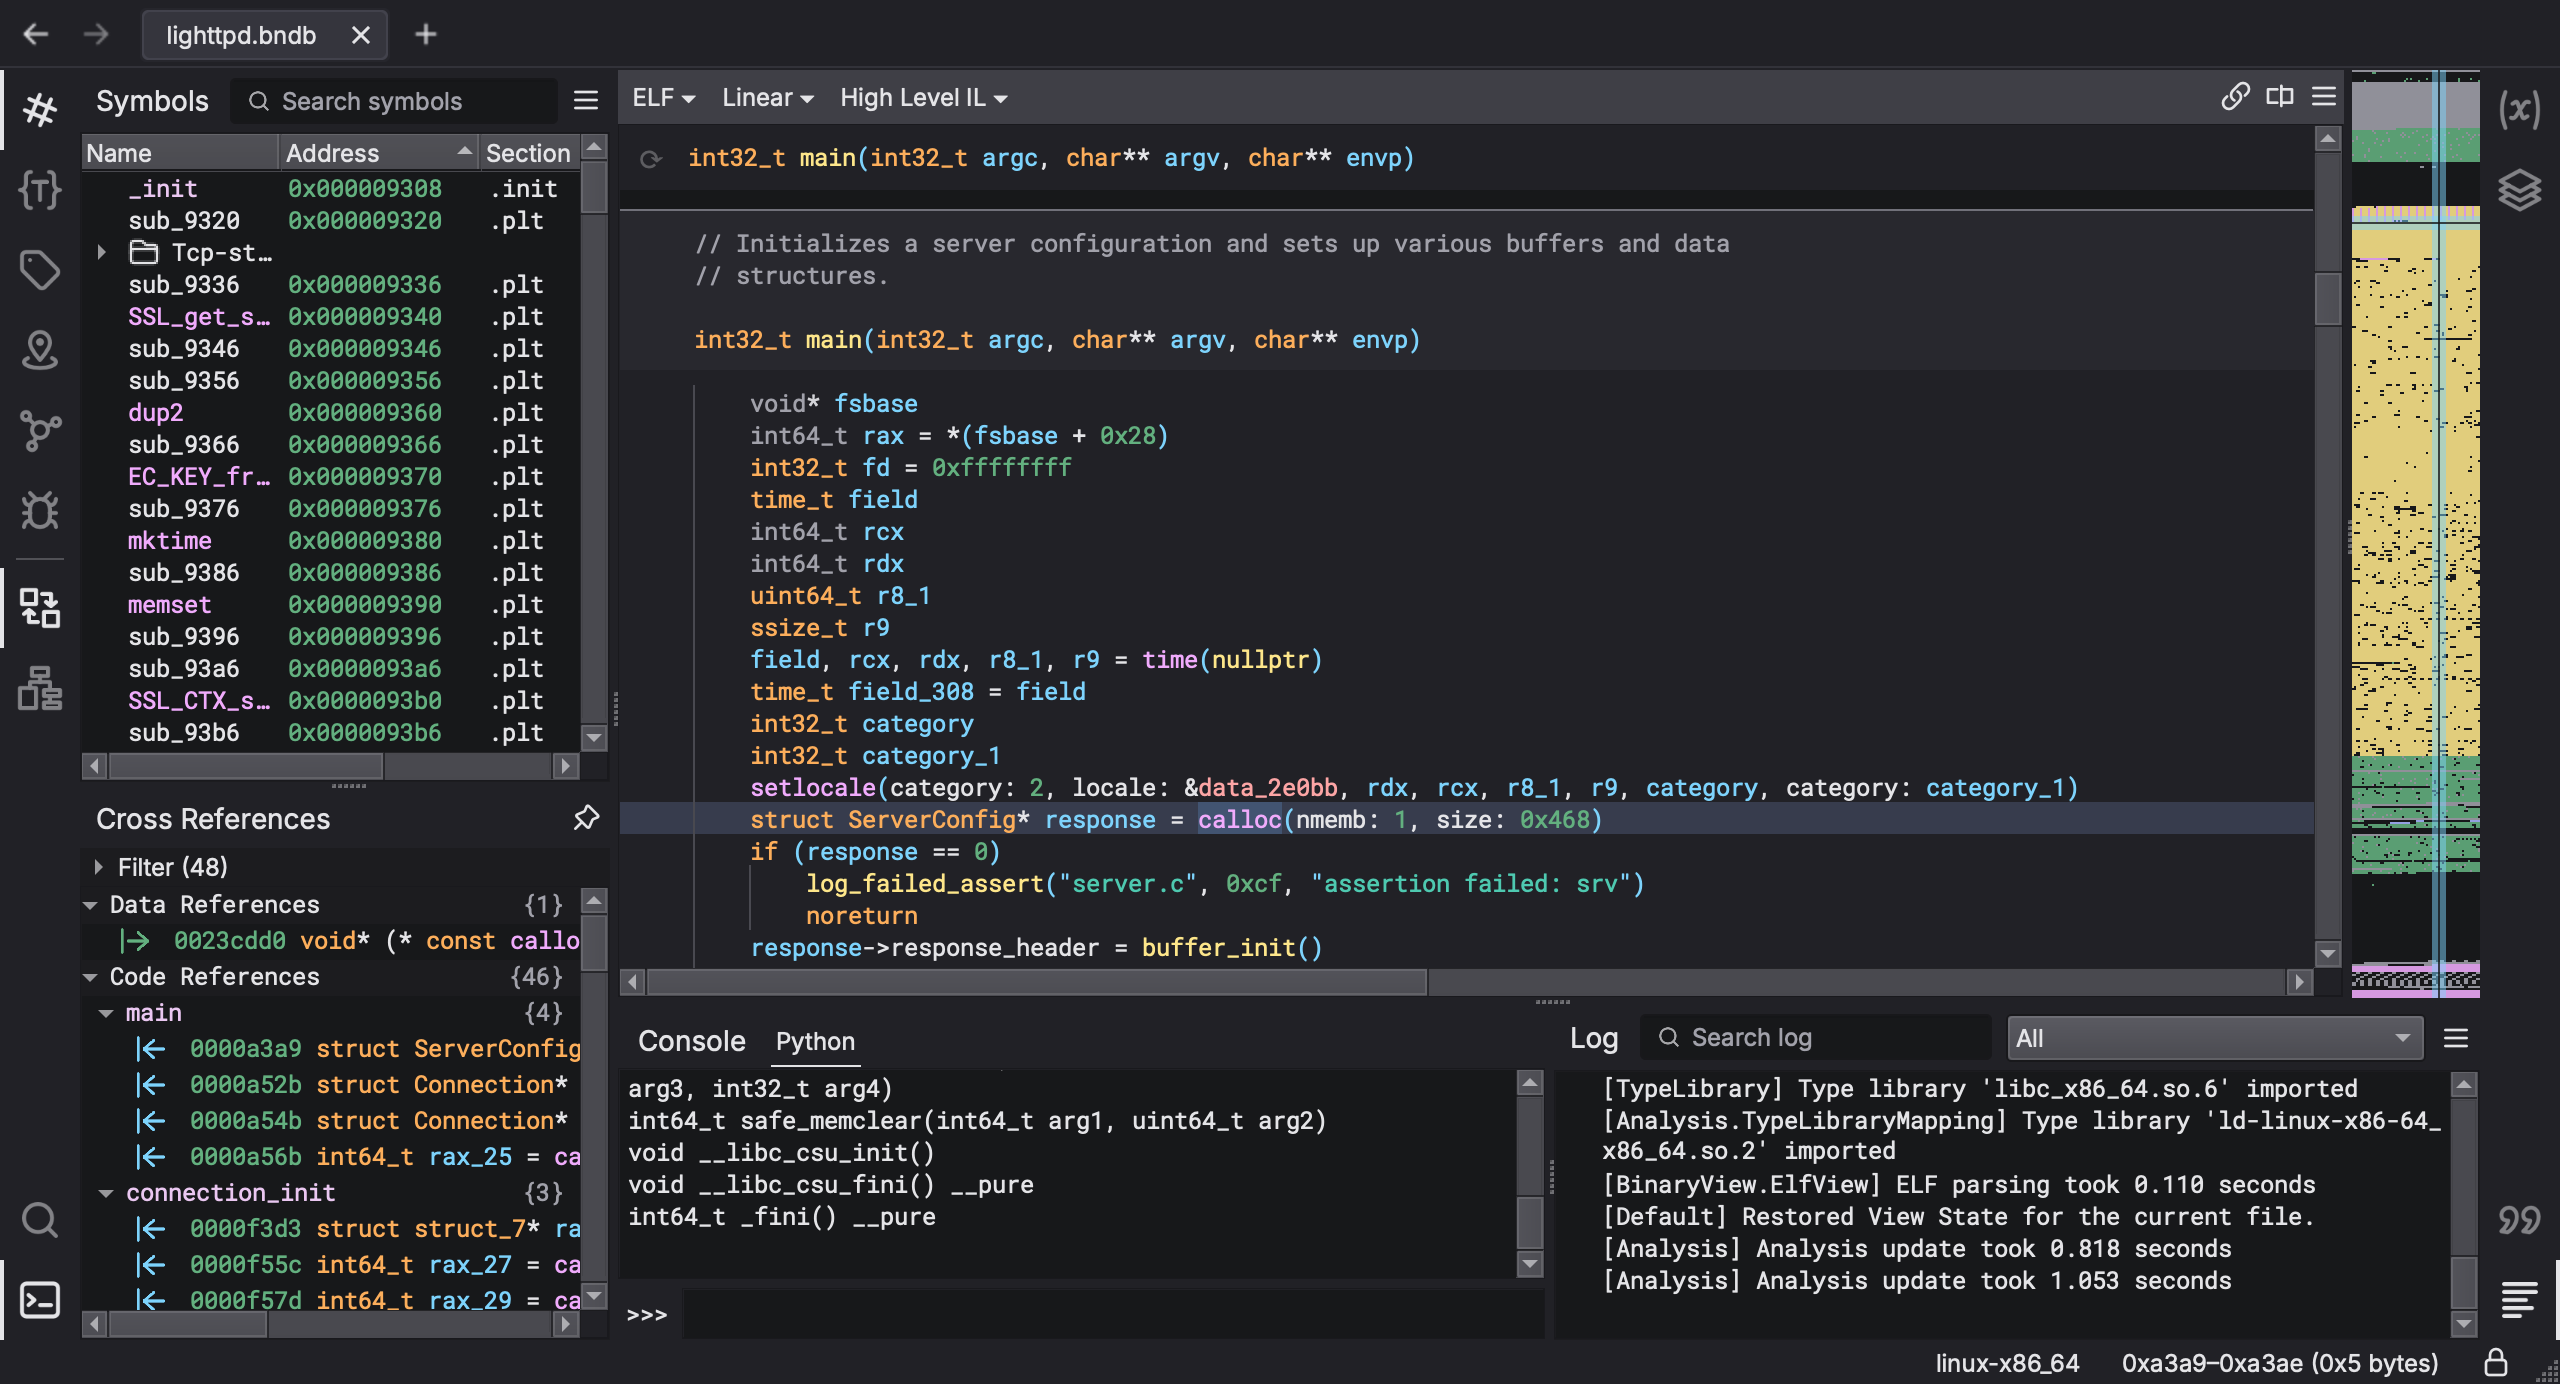 lighttpd.bndb
Symbols
Search symbols
Name Address Section
_init 0x000009308 .init
sub_9320 0x000009320 .plt
Tcp-st…
sub_9336 0x000009336 .plt
SSL_get_s… 0x000009340 .plt
sub_9346 0x000009346 .plt
sub_9356 0x000009356 .plt
dup2 0x000009360 .plt
sub_9366 0x000009366 .plt
EC_KEY_fr… 0x000009370 .plt
sub_9376 0x000009376 .plt
mktime 0x000009380 .plt
sub_9386 0x000009386 .plt
memset 0x000009390 .plt
sub_9396 0x000009396 .plt
sub_93a6 0x0000093a6 .plt
SSL_CTX_s… 0x0000093b0 .plt
sub_93b6 0x0000093b6 .plt
Cross References
Filter (48)
Data References {1}
0023cdd0 void* (* const callo
Code References {46}
main {4}
0000a3a9 struct ServerConfig
0000a52b struct Connection*
0000a54b struct Connection*
0000a56b int64_t rax_25 = ca
connection_init {3}
0000f3d3 struct struct_7* ra
0000f55c int64_t rax_27 = ca
0000f57d int64_t rax_29 = ca
ELF Linear High Level IL
int32_t main(int32_t argc, char** argv, char** envp)
// Initializes a server configuration and sets up various buffers and data
// structures.
int32_t main(int32_t argc, char** argv, char** envp)
void* fsbase
int64_t rax = *(fsbase + 0x28)
int32_t fd = 0xffffffff
time_t field
int64_t rcx
int64_t rdx
uint64_t r8_1
ssize_t r9
field, rcx, rdx, r8_1, r9 = time(nullptr)
time_t field_308 = field
int32_t category
int32_t category_1
setlocale(category: 2, locale: &data_2e0bb, rdx, rcx, r8_1, r9, category, category: category_1)
struct ServerConfig* response = calloc(nmemb: 1, size: 0x468)
if (response == 0)
log_failed_assert("server.c", 0xcf, "assertion failed: srv")
noreturn
response->response_header = buffer_init()
Console Python
arg3, int32_t arg4)
int64_t safe_memclear(int64_t arg1, uint64_t arg2)
void __libc_csu_init()
void __libc_csu_fini() __pure
int64_t _fini() __pure
>>>
Log
Search log
All
[TypeLibrary] Type library 'libc_x86_64.so.6' imported
[Analysis.TypeLibraryMapping] Type library 'ld-linux-x86-64_
x86_64.so.2' imported
[BinaryView.ElfView] ELF parsing took 0.110 seconds
[Default] Restored View State for the current file.
[Analysis] Analysis update took 0.818 seconds
[Analysis] Analysis update took 1.053 seconds
linux-x86_64 0xa3a9–0xa3ae (0x5 bytes)